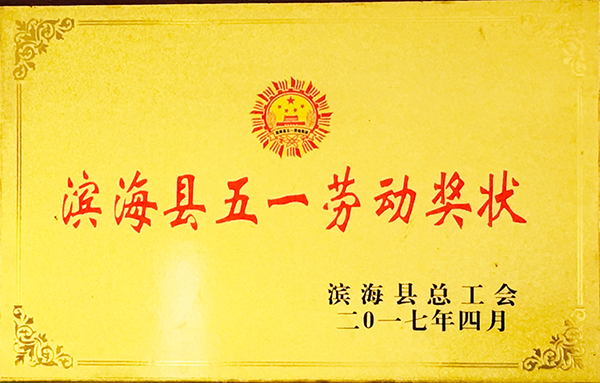 滨海县五一劳动奖状
滨海县总工会
二0一七年四月